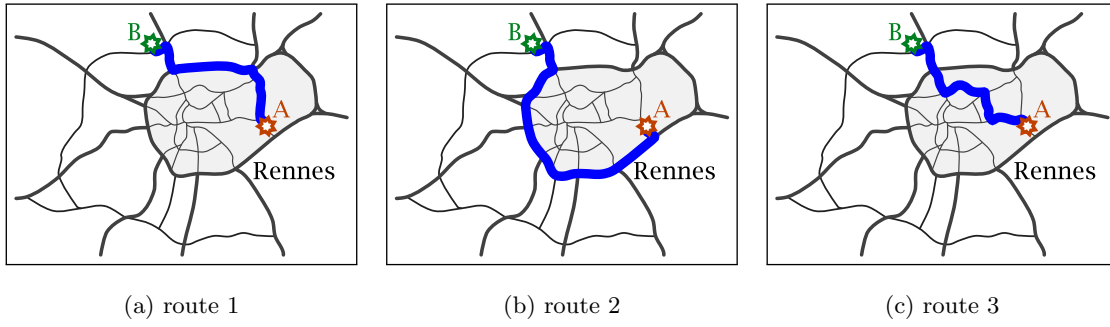 B
A
Rennes
(a) route 1
B
A
Rennes
(b) route 2
B
A
Rennes
(c) route 3